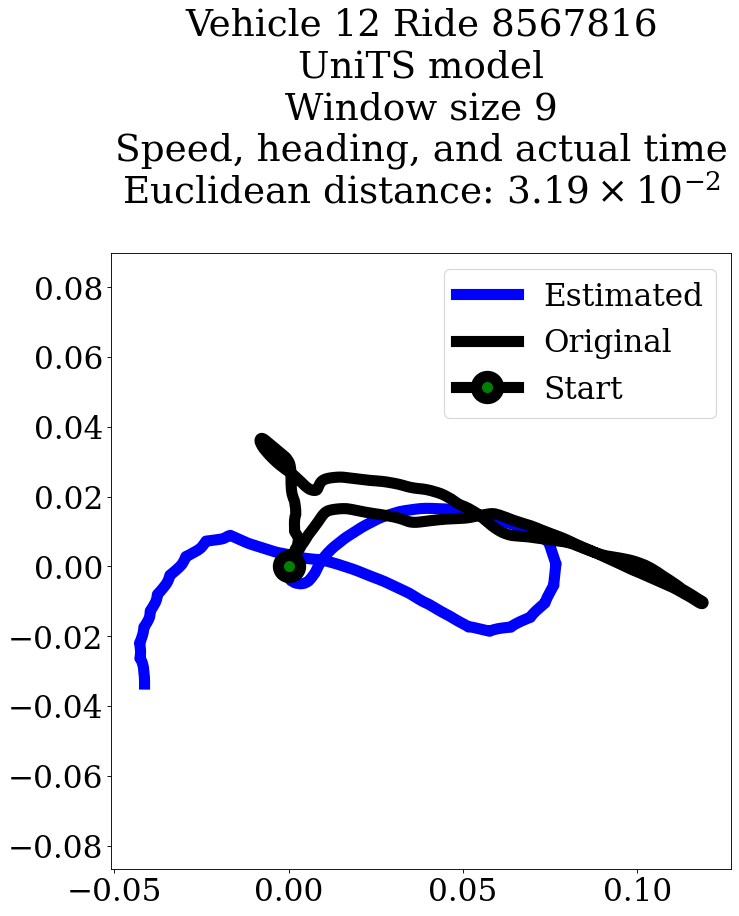 Vehicle 12 Ride 8567816
UniTS model
Window size 9
Speed, heading, and actual time
Euclidean distance: 3.19 × 10⁻²
Estimated
Original
Start
0.08
0.06
0.04
0.02
0.00
−0.02
−0.04
−0.06
−0.08
−0.05 0.00 0.05 0.10